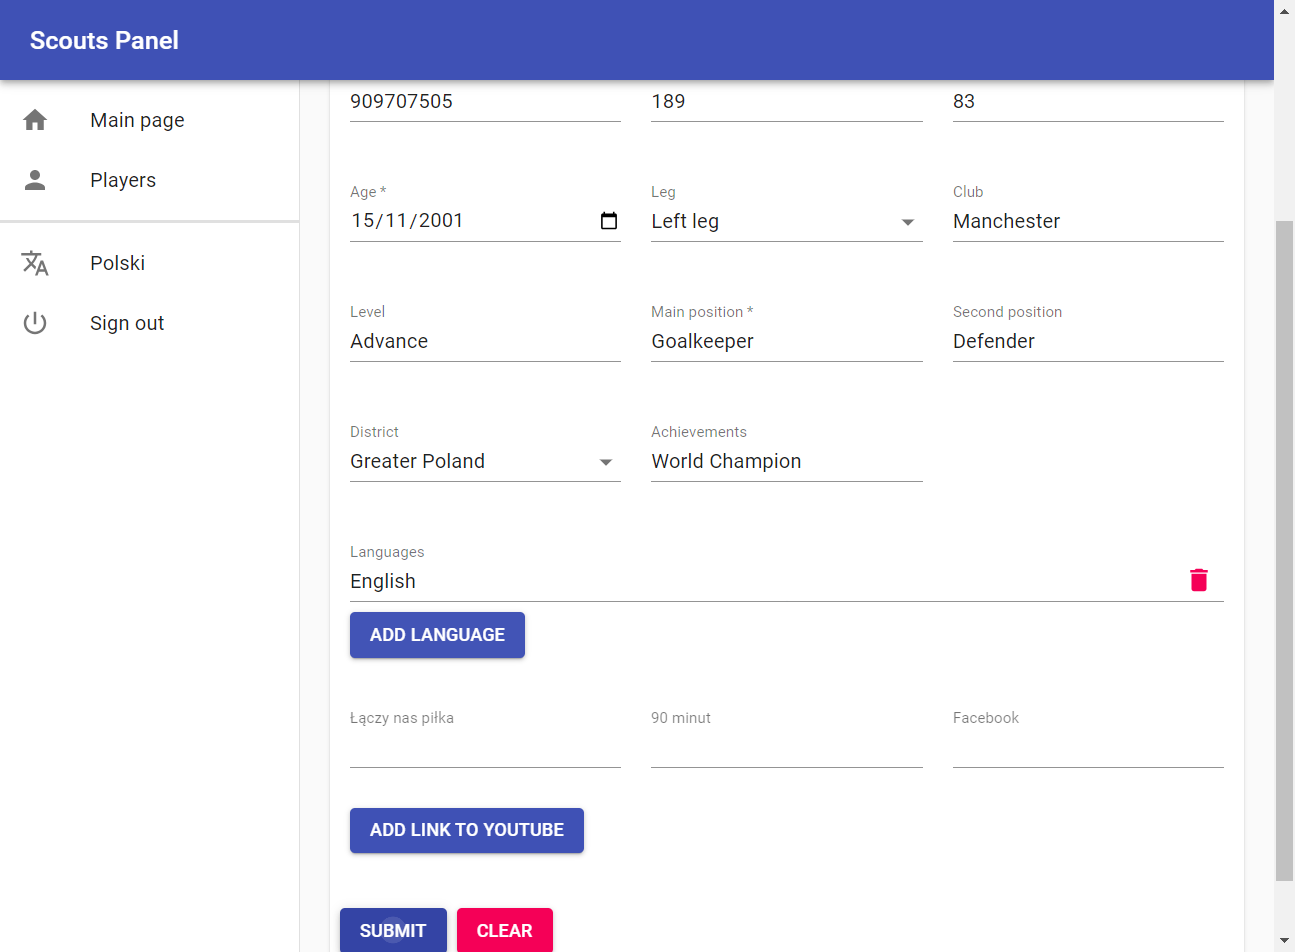 Scouts Panel
Main page
Players
Polski
Sign out
909707505 189 83
Age * Leg Club
15/11/2001 Left leg Manchester
Level Main position * Second position
Advance Goalkeeper Defender
District Achievements
Greater Poland World Champion
Languages
English
ADD LANGUAGE
Łączy nas piłka 90 minut Facebook
ADD LINK TO YOUTUBE
SUBMIT CLEAR